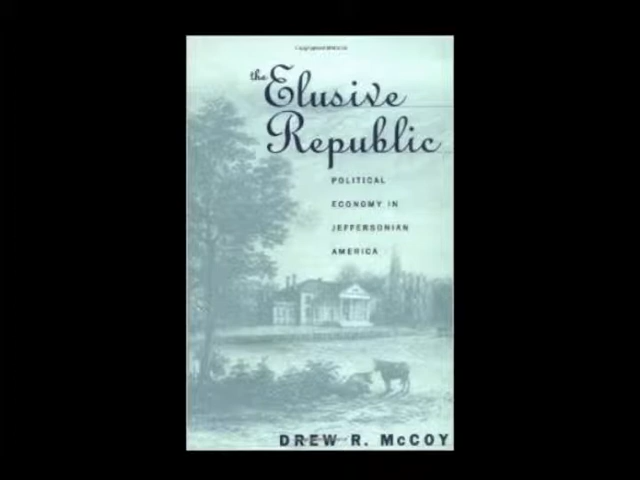 the
Elusive
Republic
POLITICAL
ECONOMY IN
JEFFERSONIAN
AMERICA
DREW R. McCOY